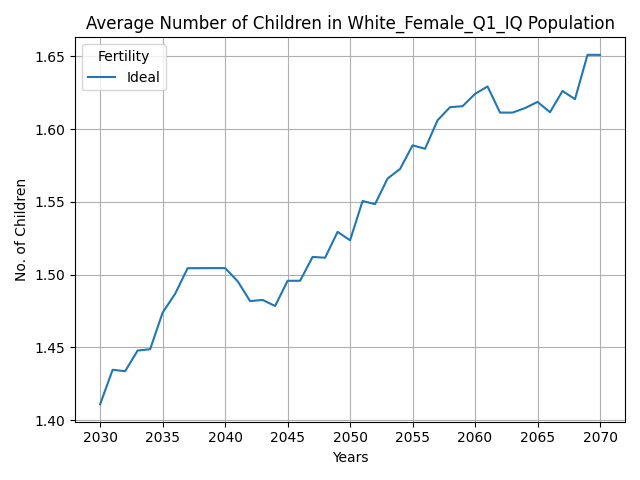 Average Number of Children in White_Female_Q1_IQ Population
Fertility
Ideal
No. of Children
1.65
1.60
1.55
1.50
1.45
1.40
2030 2035 2040 2045 2050 2055 2060 2065 2070
Years